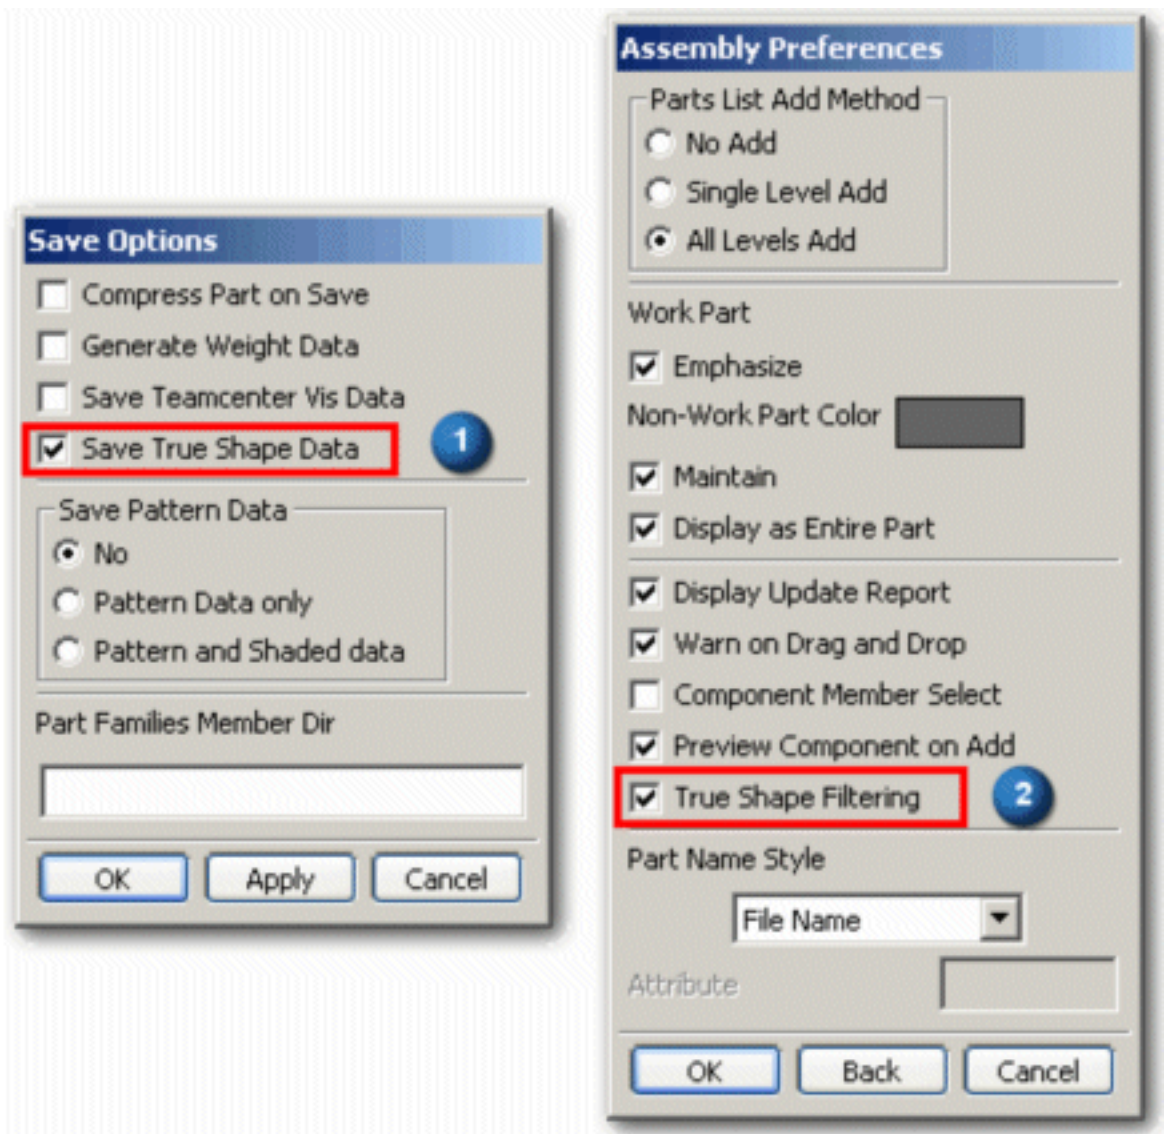 Save Options
Compress Part on Save
Generate Weight Data
Save Teamcenter Vis Data
Save True Shape Data
1
Save Pattern Data
No
Pattern Data only
Pattern and Shaded data
Part Families Member Dir
OK Apply Cancel
Assembly Preferences
Parts List Add Method
No Add
Single Level Add
All Levels Add
Work Part
Emphasize
Non-Work Part Color
Maintain
Display as Entire Part
Display Update Report
Warn on Drag and Drop
Component Member Select
Preview Component on Add
True Shape Filtering
2
Part Name Style
File Name
Attribute
OK Back Cancel